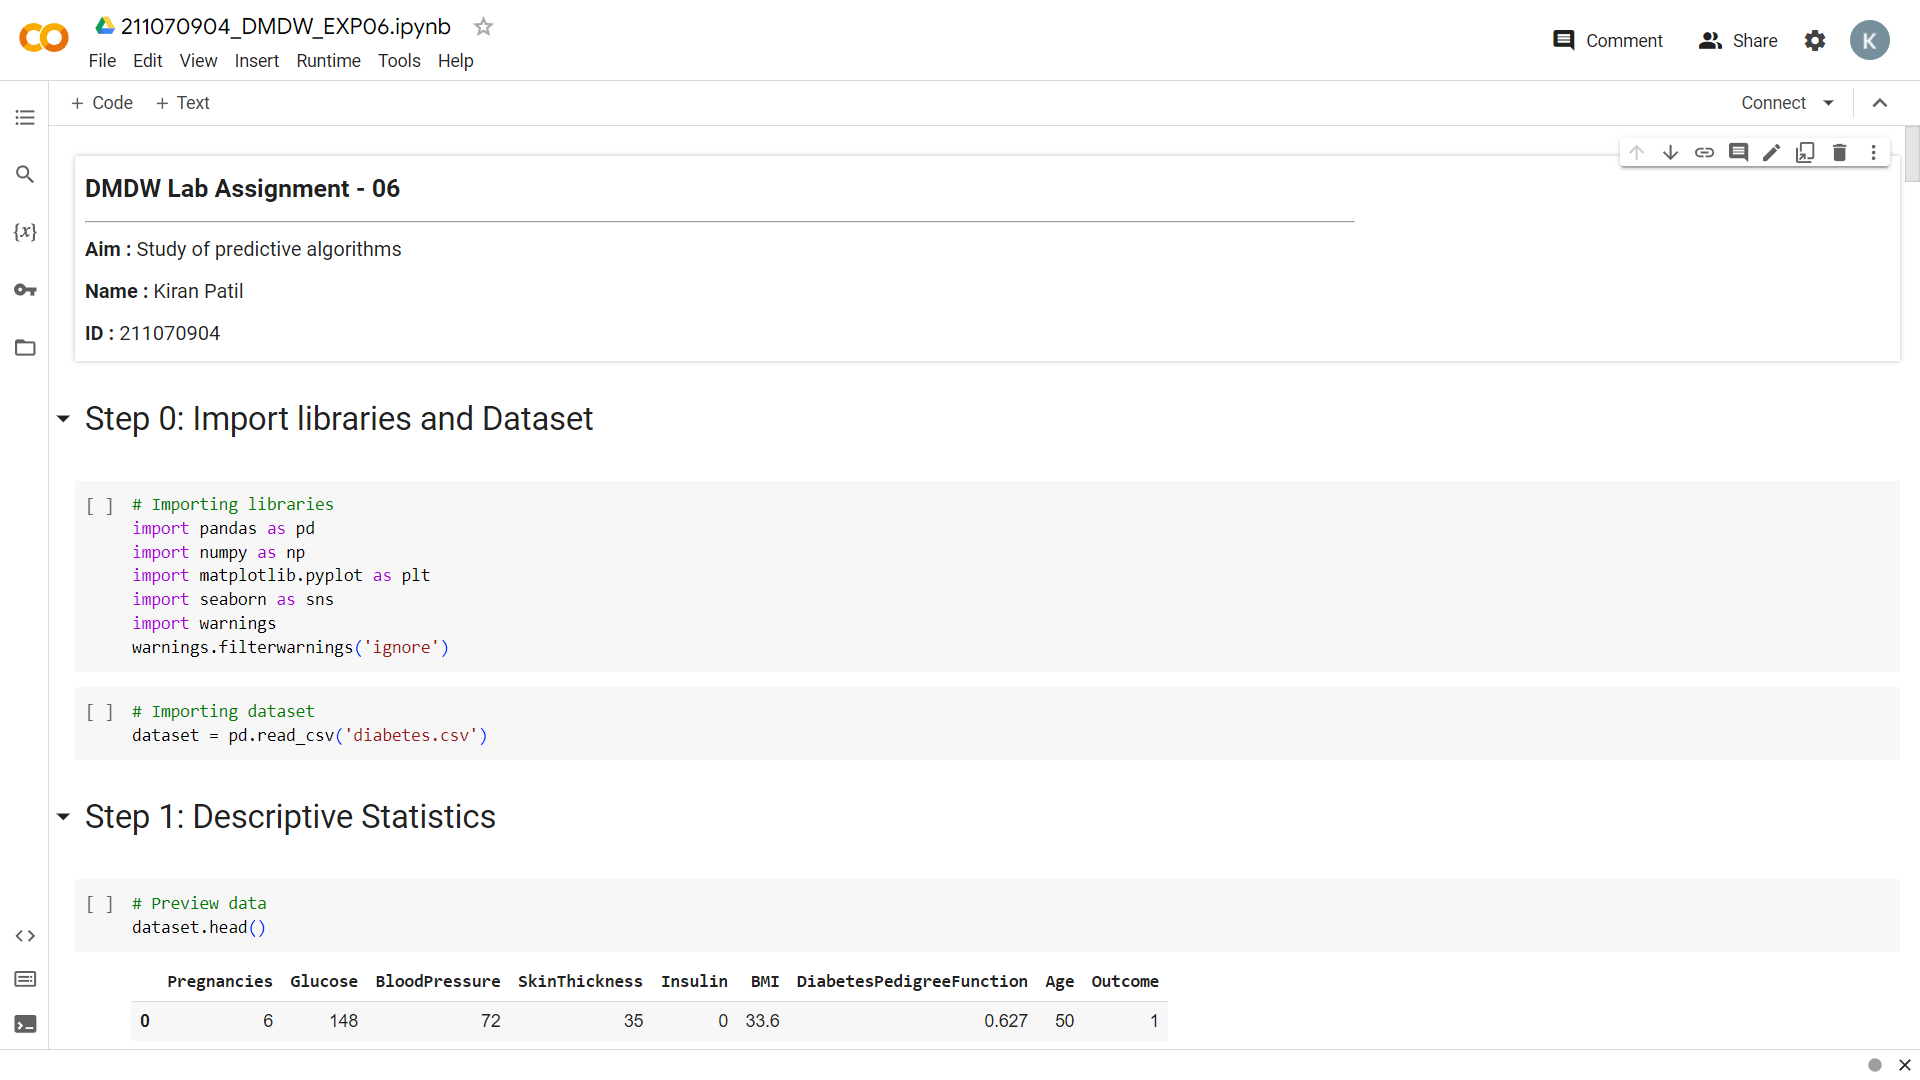 211070904_DMDW_EXP06.ipynb
File Edit View Insert Runtime Tools Help
Comment
Share
K
+ Code + Text
Connect
DMDW Lab Assignment - 06
Aim : Study of predictive algorithms
Name : Kiran Patil
ID : 211070904
Step 0: Import libraries and Dataset
[ ] # Importing libraries
import pandas as pd
import numpy as np
import matplotlib.pyplot as plt
import seaborn as sns
import warnings
warnings.filterwarnings('ignore')
[ ] # Importing dataset
dataset = pd.read_csv('diabetes.csv')
Step 1: Descriptive Statistics
[ ] # Preview data
dataset.head()
Pregnancies Glucose BloodPressure SkinThickness Insulin BMI DiabetesPedigreeFunction Age Outcome
0 6 148 72 35 0 33.6 0.627 50 1